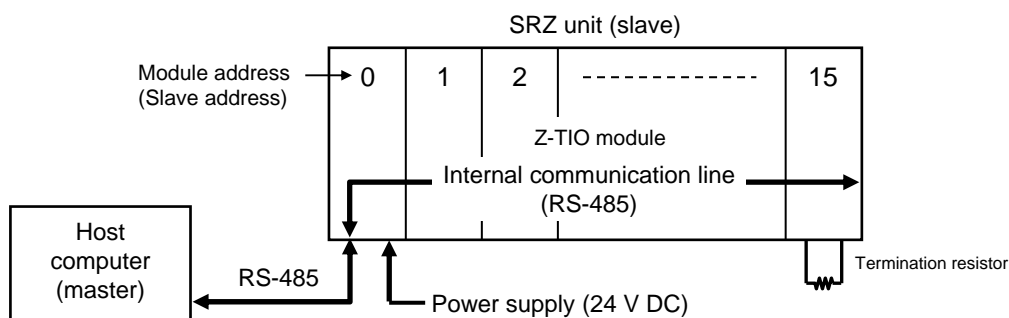 SRZ unit (slave)
Module address
(Slave address)
0
1
2
15
Z-TIO module
Internal communication line
(RS-485)
Host
computer
(master)
RS-485
Termination resistor
Power supply (24 V DC)